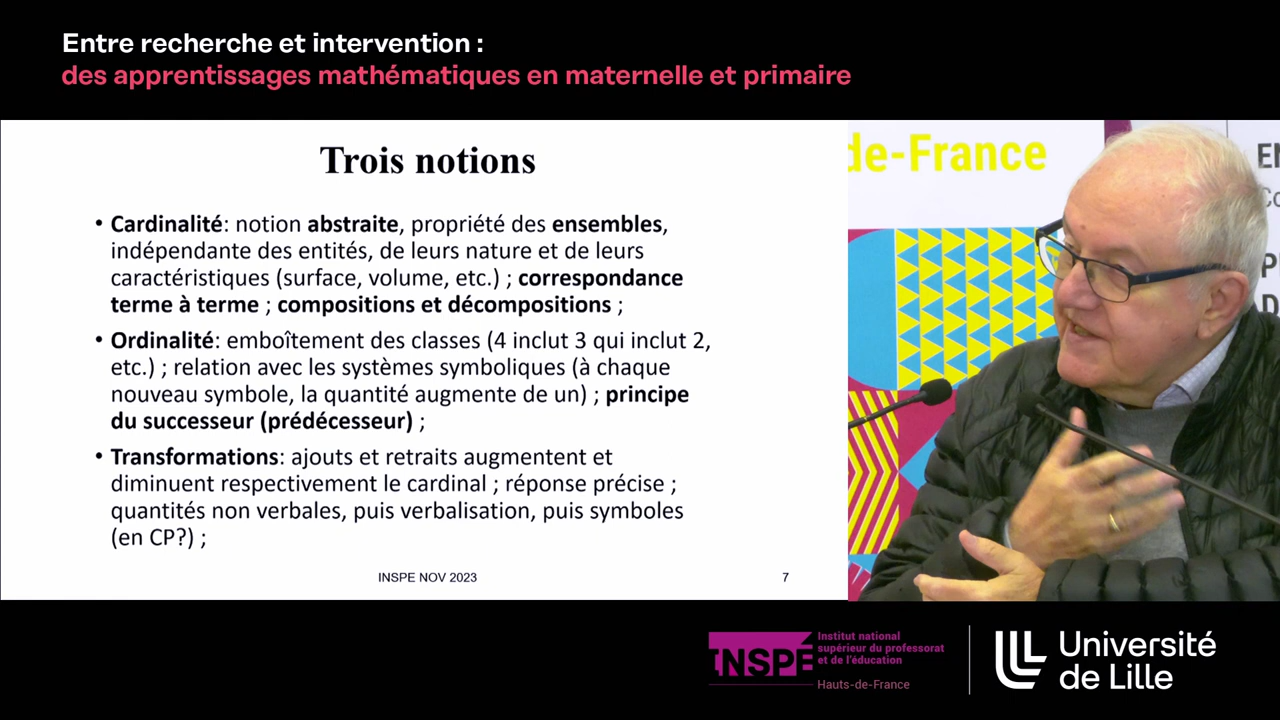 Entre recherche et intervention :
des apprentissages mathématiques en maternelle et primaire
Trois notions
• Cardinalité: notion abstraite, propriété des ensembles,
indépendante des entités, de leurs nature et de leurs
caractéristiques (surface, volume, etc.) ; correspondance
terme à terme ; compositions et décompositions ;
• Ordinalité: emboîtement des classes (4 inclut 3 qui inclut 2,
etc.) ; relation avec les systèmes symboliques (à chaque
nouveau symbole, la quantité augmente de un) ; principe
du successeur (prédécesseur) ;
• Transformations: ajouts et retraits augmentent et
diminuent respectivement le cardinal ; réponse précise ;
quantités non verbales, puis verbalisation, puis symboles
(en CP?) ;
INSPE NOV 2023
7
de-France
INSPÉ
Institut national
supérieur du professorat
et de l'éducation
Hauts-de-France
Université
de Lille